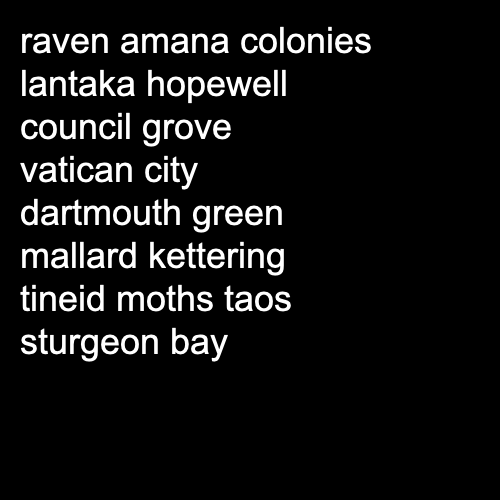 raven amana colonies
lantaka hopewell
council grove
vatican city
dartmouth green
mallard kettering
tineid moths taos
sturgeon bay